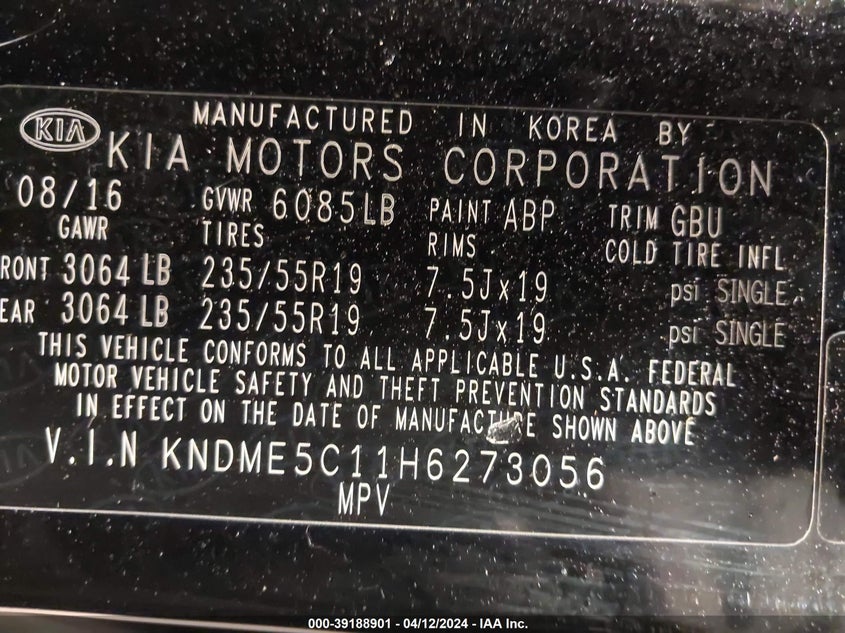 KIA
MANUFACTURED IN KOREA BY
KIA MOTORS CORPORATION
08/16 GVWR 6085LB PAINT ABP TRIM GBU
GAWR TIRES RIMS COLD TIRE INFL
RONT 3064 LB 235/55R19 7.5Jx19 psi SINGLE
EAR 3064 LB 235/55R19 7.5Jx19 psi SINGLE
THIS VEHICLE CONFORMS TO ALL APPLICABLE U.S.A. FEDERAL
MOTOR VEHICLE SAFETY AND THEFT PREVENTION STANDARDS
IN EFFECT ON THE DATE OF MANUFACTURE SHOWN ABOVE
V.I.N KNDME5C11H6273056
MPV
000-39188901 - 04/12/2024 - IAA Inc.